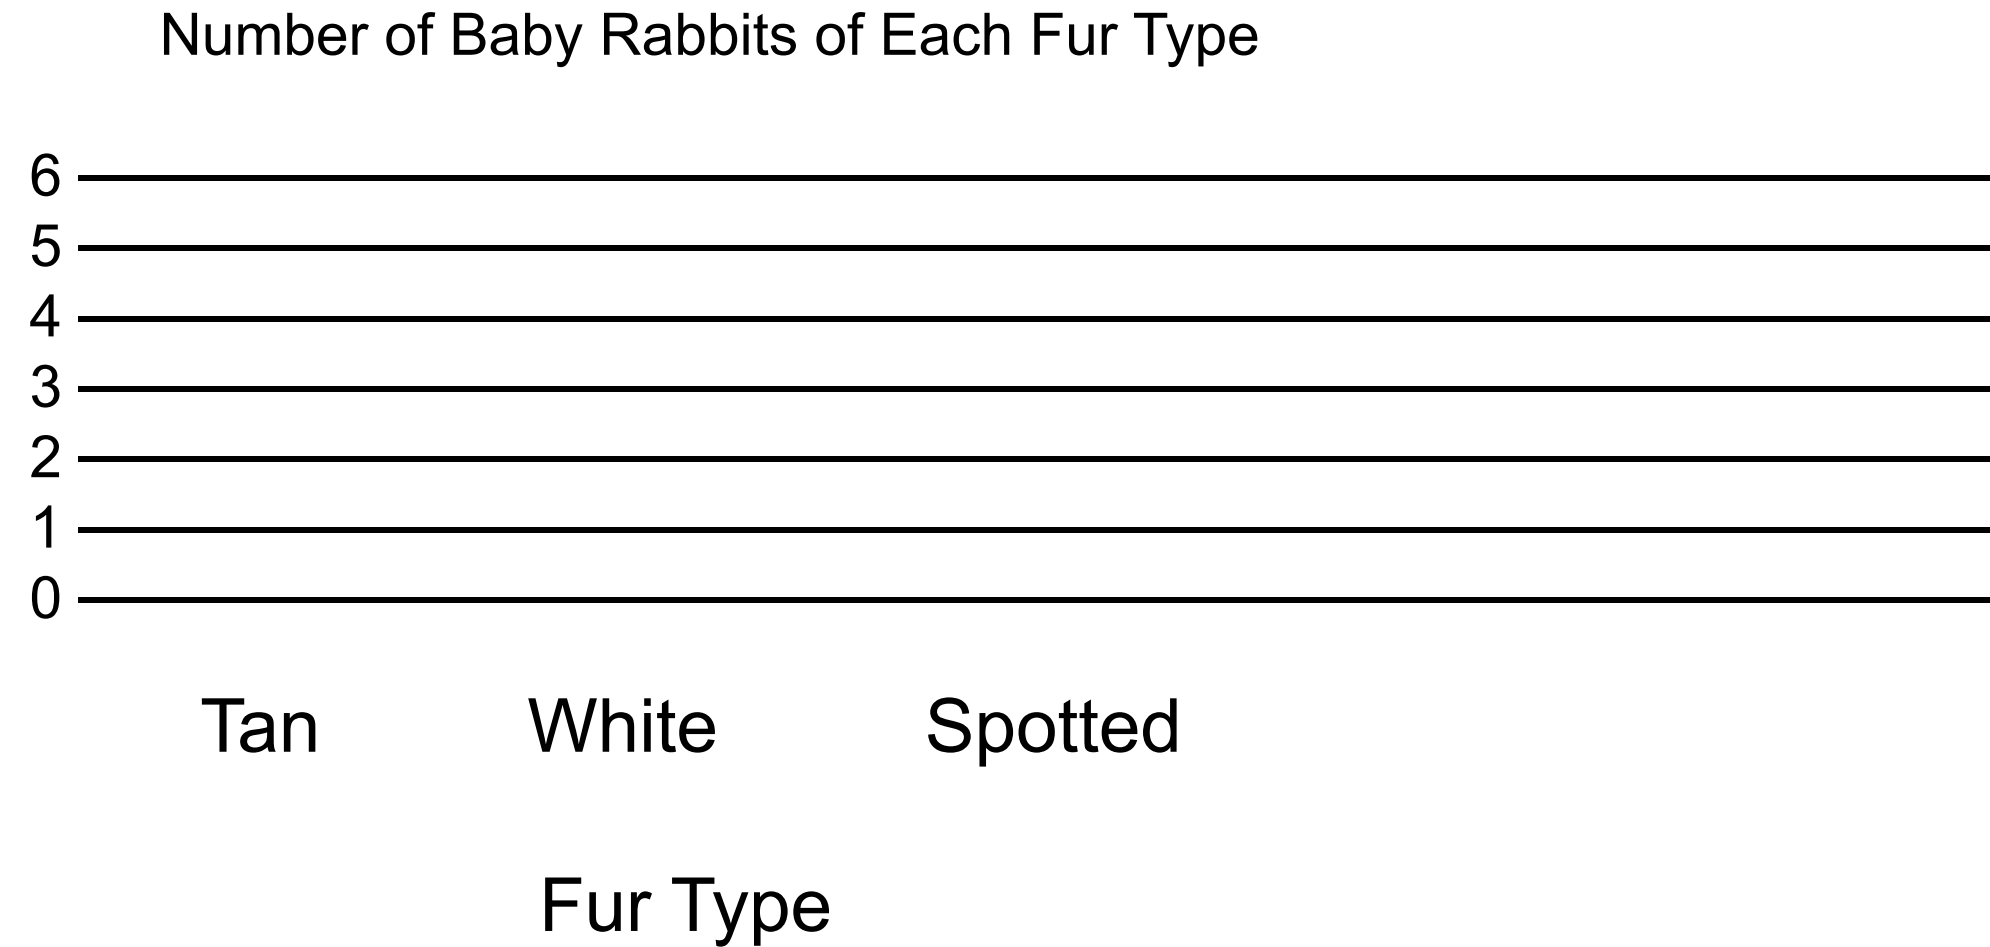 Number of Baby Rabbits of Each Fur Type
6
5
4
3
2
1
0
Tan White Spotted
Fur Type